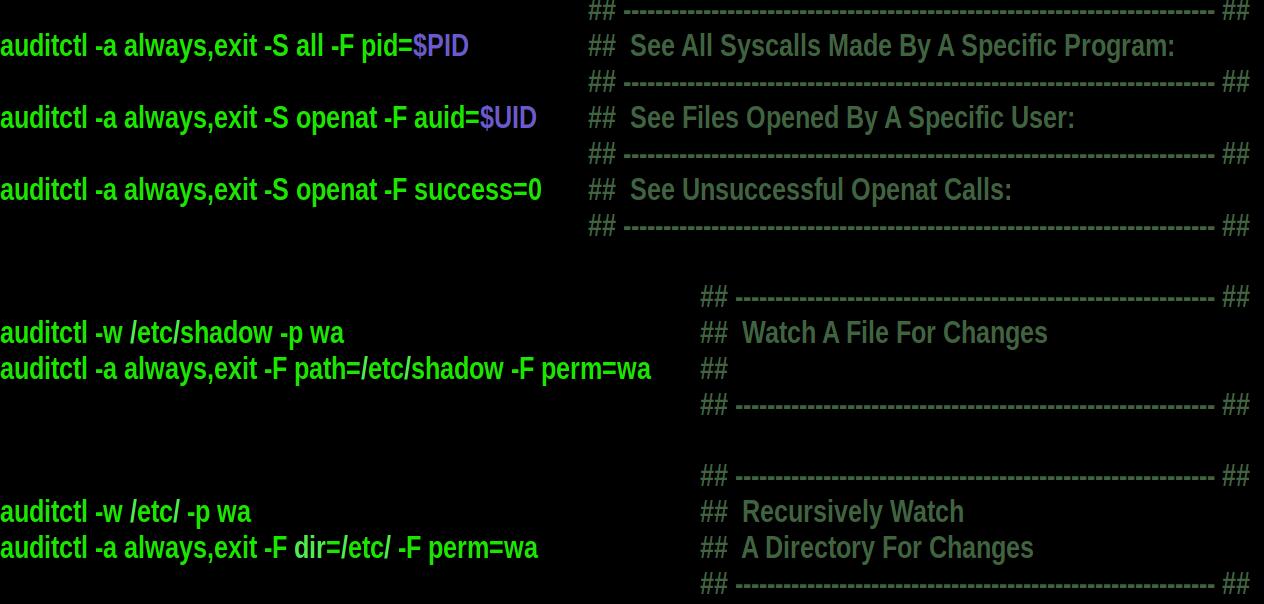 ## -------------------------------------------------------------------------- ##
auditctl -a always,exit -S all -F pid=$PID ##  See All Syscalls Made By A Specific Program:
## -------------------------------------------------------------------------- ##
auditctl -a always,exit -S openat -F auid=$UID ##  See Files Opened By A Specific User:
## -------------------------------------------------------------------------- ##
auditctl -a always,exit -S openat -F success=0 ##  See Unsuccessful Openat Calls:
## -------------------------------------------------------------------------- ##
## ------------------------------------------------------------ ##
auditctl -w /etc/shadow -p wa ##  Watch A File For Changes
auditctl -a always,exit -F path=/etc/shadow -F perm=wa ##
## ------------------------------------------------------------ ##
## ------------------------------------------------------------ ##
auditctl -w /etc/ -p wa ##  Recursively Watch
auditctl -a always,exit -F dir=/etc/ -F perm=wa ##  A Directory For Changes
## ------------------------------------------------------------ ##